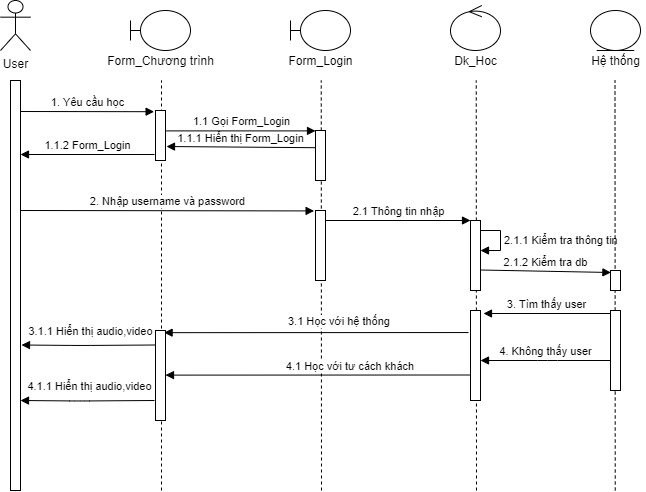 User
Form_Chương trình
Form_Login
Dk_Hoc
Hệ thống
1. Yêu cầu học
1.1 Gọi Form_Login
1.1.1 Hiển thị Form_Login
1.1.2 Form_Login
2. Nhập username và password
2.1 Thông tin nhập
2.1.1 Kiểm tra thông tin
2.1.2 Kiểm tra db
3. Tìm thấy user
3.1 Học với hệ thống
3.1.1 Hiển thị audio,video
4. Không thấy user
4.1 Học với tư cách khách
4.1.1 Hiển thị audio,video